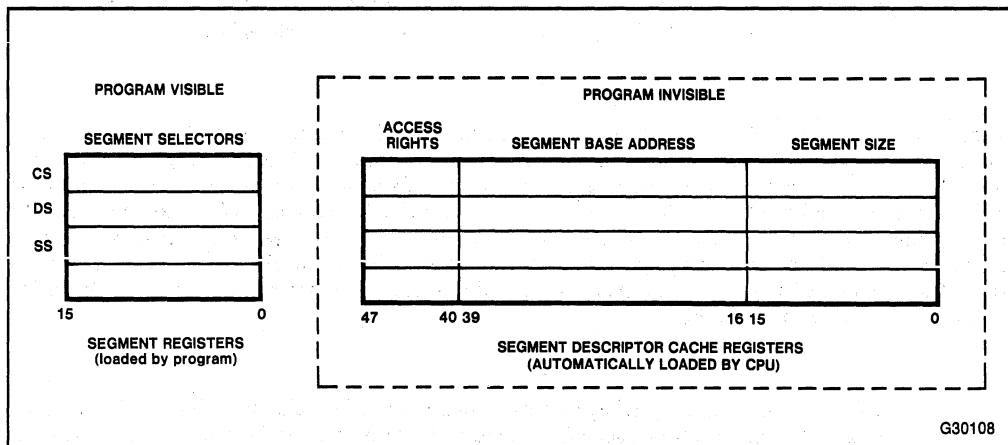 PROGRAM VISIBLE
SEGMENT SELECTORS
CS
DS
SS
15 0
SEGMENT REGISTERS
(loaded by program)
PROGRAM INVISIBLE
ACCESS
RIGHTS
SEGMENT BASE ADDRESS
SEGMENT SIZE
47 40 39 16 15 0
SEGMENT DESCRIPTOR CACHE REGISTERS
(AUTOMATICALLY LOADED BY CPU)
G30108